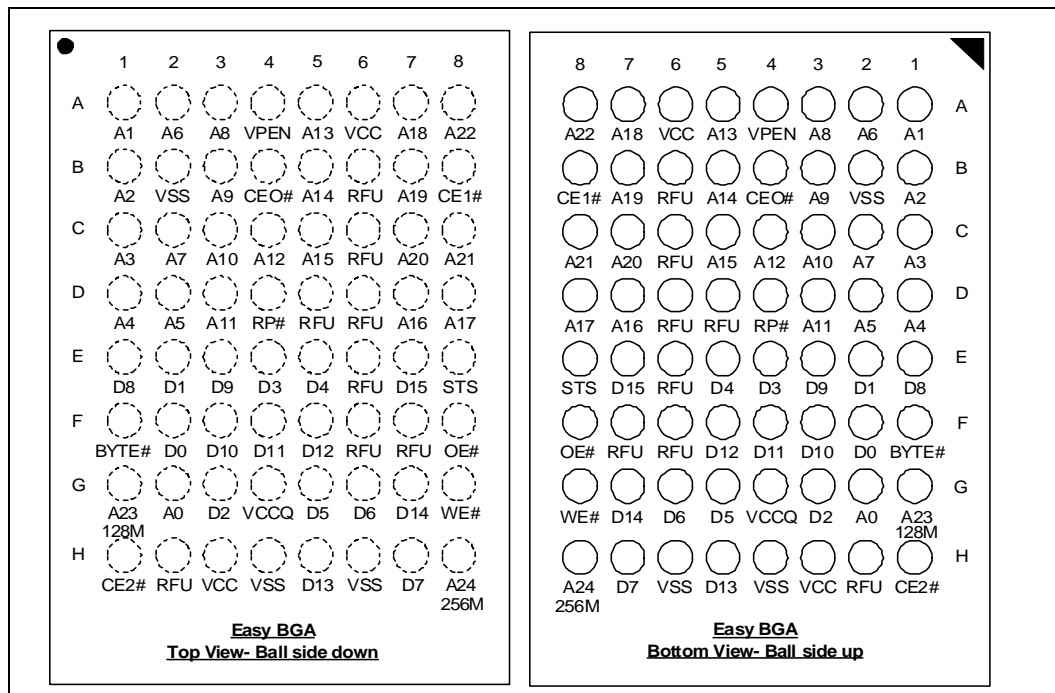 1 2 3 4 5 6 7 8
A
A1 A6 A8 VPEN A13 VCC A18 A22
B
A2 VSS A9 CEO# A14 RFU A19 CE1#
C
A3 A7 A10 A12 A15 RFU A20 A21
D
A4 A5 A11 RP# RFU RFU A16 A17
E
D8 D1 D9 D3 D4 RFU D15 STS
F
BYTE# D0 D10 D11 D12 RFU RFU OE#
G
A23 A0 D2 VCCQ D5 D6 D14 WE#
128M
H
CE2# RFU VCC VSS D13 VSS D7 A24
256M
Easy BGA
Top View- Ball side down
8 7 6 5 4 3 2 1
A
A22 A18 VCC A13 VPEN A8 A6 A1
B
CE1# A19 RFU A14 CEO# A9 VSS A2
C
A21 A20 RFU A15 A12 A10 A7 A3
D
A17 A16 RFU RFU RP# A11 A5 A4
E
STS D15 RFU D4 D3 D9 D1 D8
F
OE# RFU RFU D12 D11 D10 D0 BYTE#
G
WE# D14 D6 D5 VCCQ D2 A0 A23
128M
H
A24 D7 VSS D13 VSS VCC RFU CE2#
256M
Easy BGA
Bottom View- Ball side up